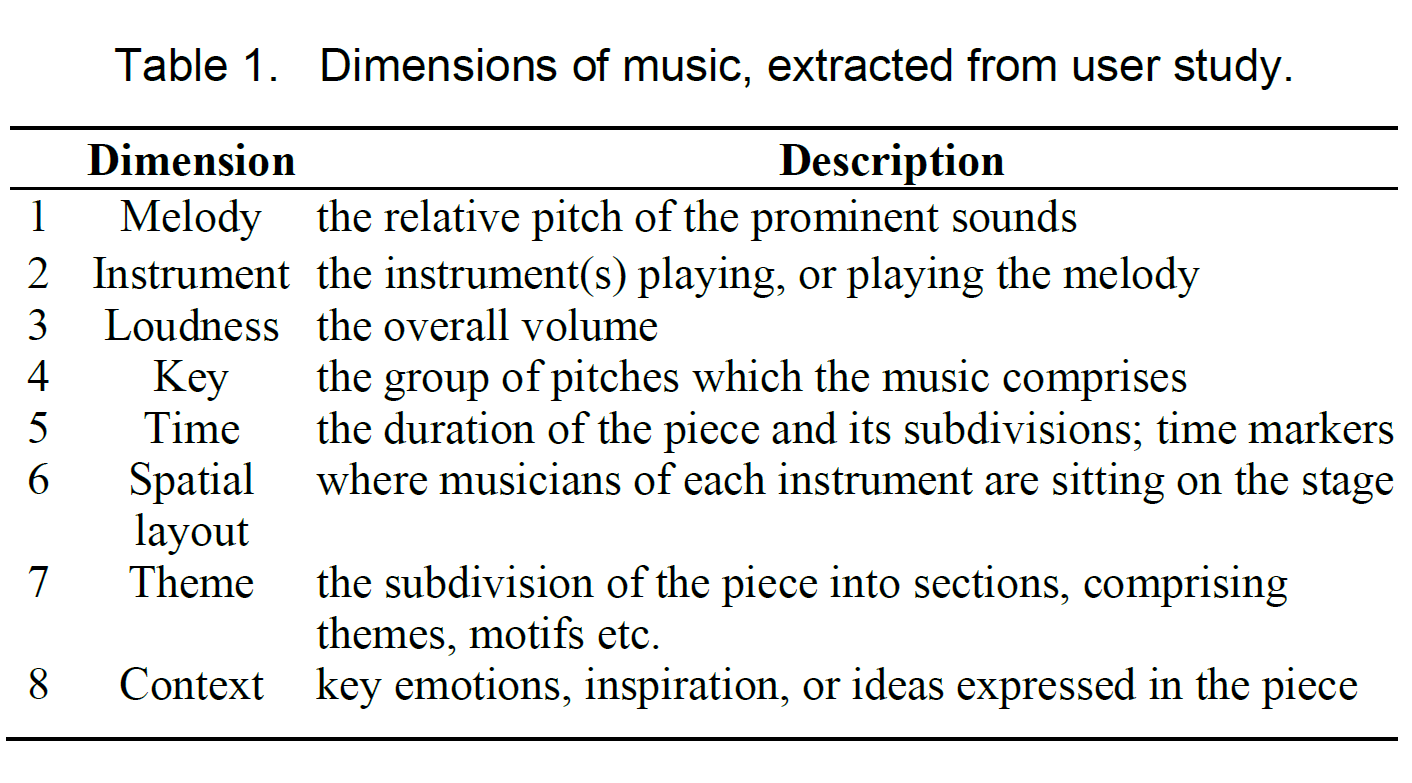 Table 1. Dimensions of music, extracted from user study.
Dimension Description
1 Melody the relative pitch of the prominent sounds
2 Instrument the instrument(s) playing, or playing the melody
3 Loudness the overall volume
4 Key the group of pitches which the music comprises
5 Time the duration of the piece and its subdivisions; time markers
6 Spatial where musicians of each instrument are sitting on the stage
layout
7 Theme the subdivision of the piece into sections, comprising
themes, motifs etc.
8 Context key emotions, inspiration, or ideas expressed in the piece